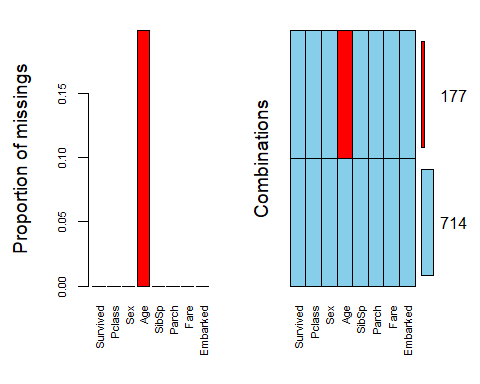 Proportion of missings
0.00
0.05
0.10
0.15
Survived
Pclass
Sex
Age
SibSp
Parch
Fare
Embarked
Combinations
Survived
Pclass
Sex
Age
SibSp
Parch
Fare
Embarked
177
714